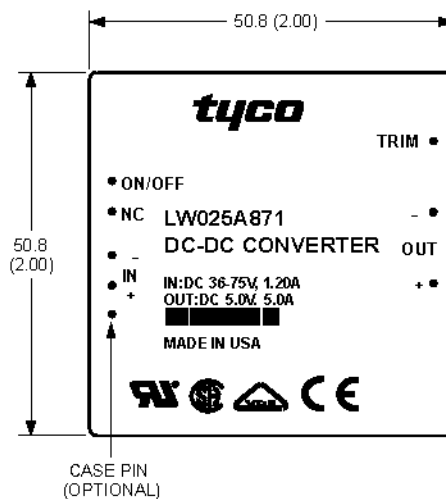 50.8 (2.00)
tyco
TRIM
ON/OFF
NC
LW025A871
-
DC-DC CONVERTER
-
OUT
50.8
(2.00)
IN
+
IN:DC 36-75V, 1.20A
+
OUT:DC 5.0V, 5.0A
MADE IN USA
CE
CASE PIN
(OPTIONAL)